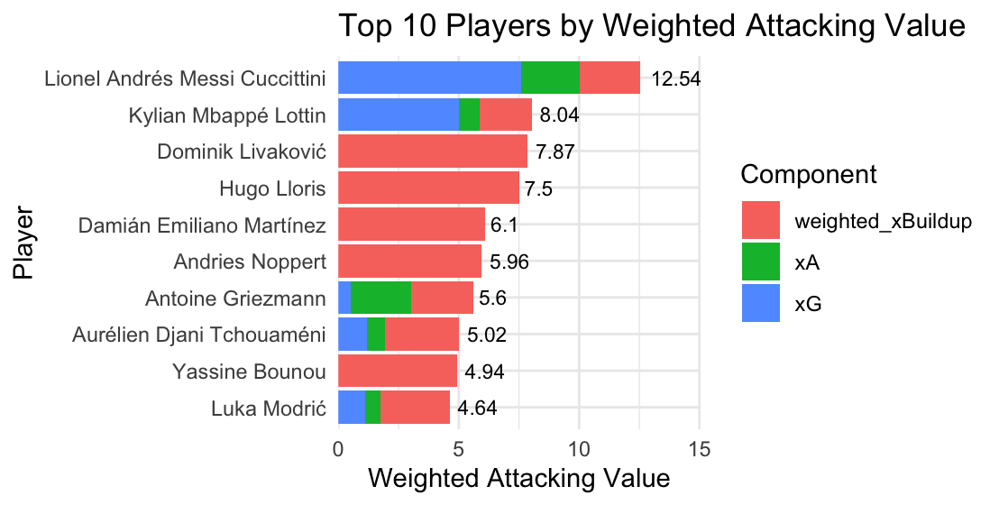 Top 10 Players by Weighted Attacking Value
Player
Lionel Andrés Messi Cuccittini 12.54
Kylian Mbappé Lottin 8.04
Dominik Livaković 7.87
Hugo Lloris 7.5
Damián Emiliano Martínez 6.1
Andries Noppert 5.96
Antoine Griezmann 5.6
Aurélien Djani Tchouaméni 5.02
Yassine Bounou 4.94
Luka Modrić 4.64
0 5 10 15
Weighted Attacking Value
Component
weighted_xBuildup
xA
xG